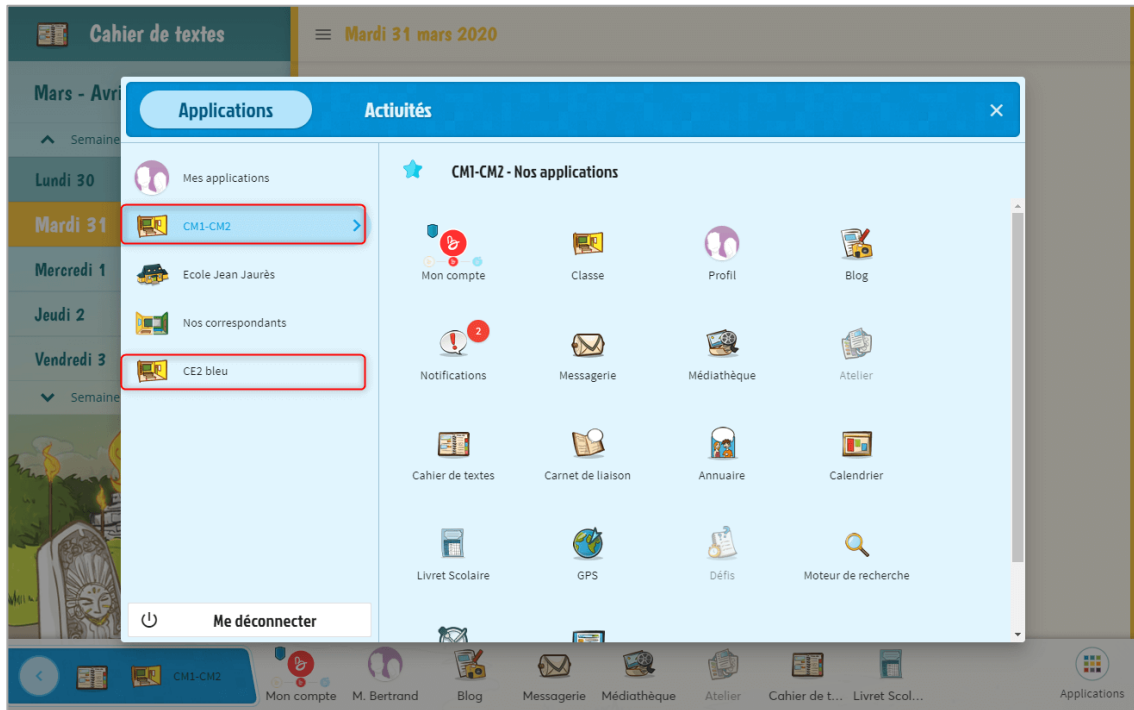 Cahier de textes
Mardi 31 mars 2020
Mars - Avri
Semaine
Lundi 30
Mardi 31
Mercredi 1
Jeudi 2
Vendredi 3
Semaine
Applications
Activités
Mes applications
CM1-CM2
Ecole Jean Jaurès
Nos correspondants
CE2 bleu
Me déconnecter
CM1-CM2 - Nos applications
Mon compte
Classe
Profil
Blog
2
Notifications
Messagerie
Médiathèque
Atelier
Cahier de textes
Carnet de liaison
Annuaire
Calendrier
Livret Scolaire
GPS
Défis
Moteur de recherche
CM1-CM2
Mon compte
M. Bertrand
Blog
Messagerie
Médiathèque
Atelier
Cahier de t...
Livret Scol...
Applications